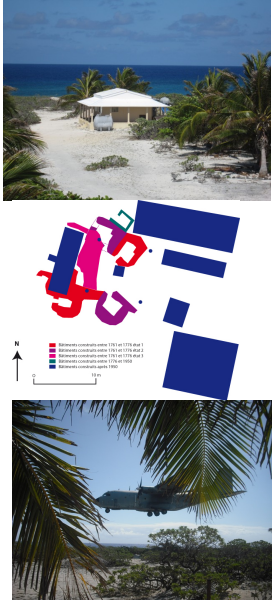 Bâtiments construits entre 1761 et 1776 état 1
Bâtiments construits entre 1761 et 1776 état 2
Bâtiments construits entre 1761 et 1776 état 3
Bâtiments construits entre 1776 et 1950
Bâtiments construits après 1950
N
0 10 m